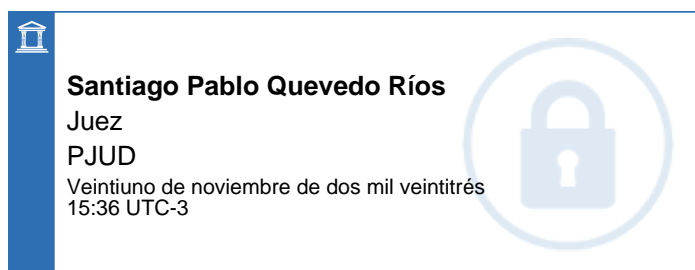 Santiago Pablo Quevedo Ríos
Juez
PJUD
Veintiuno de noviembre de dos mil veintitrés
15:36 UTC-3